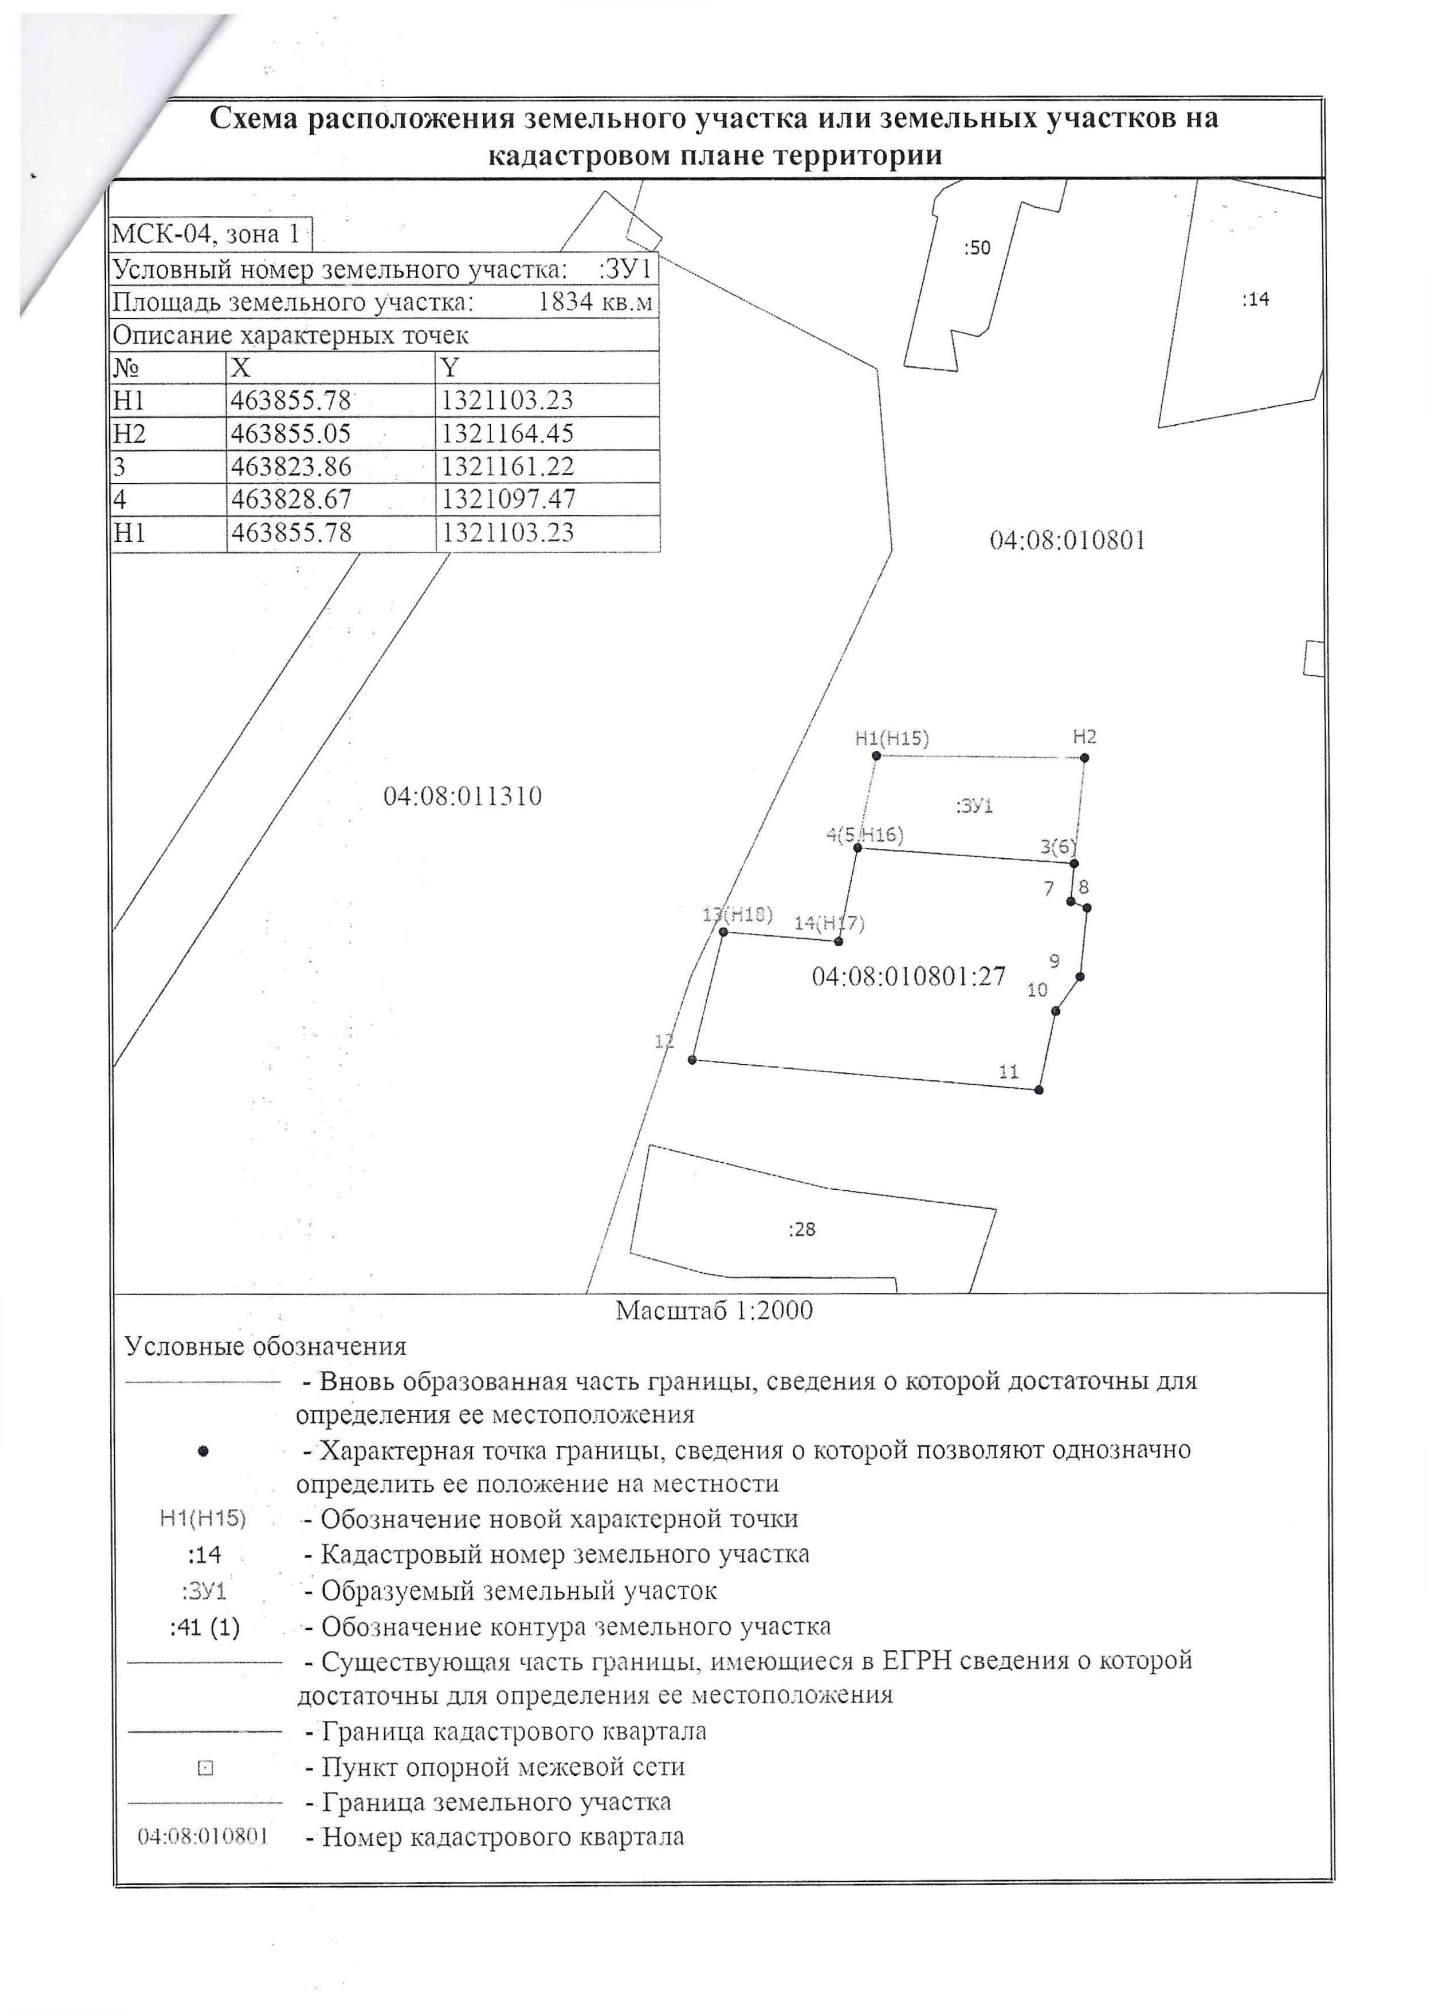 Схема расположения земельного участка или земельных участков на
кадастровом плане территории
МСК-04, зона 1
Условный номер земельного участка: :ЗУ1
Площадь земельного участка: 1834 кв.м
Описание характерных точек
№ X Y
Н1 463855.78 1321103.23
Н2 463855.05 1321164.45
3 463823.86 1321161.22
4 463828.67 1321097.47
Н1 463855.78 1321103.23
:50
:14
04:08:010801
04:08:011310
Н1(Н15)
Н2
:ЗУ1
4(5,Н16)
3(6)
7
8
13(Н18)
14(Н17)
04:08:010801:27
9
10
12
11
:28
Масштаб 1:2000
Условные обозначения
- Вновь образованная часть границы, сведения о которой достаточны для
определения ее местоположения
- Характерная точка границы, сведения о которой позволяют однозначно
определить ее положение на местности
Н1(Н15) - Обозначение новой характерной точки
:14 - Кадастровый номер земельного участка
:ЗУ1 - Образуемый земельный участок
:41 (1) - Обозначение контура земельного участка
- Существующая часть границы, имеющиеся в ЕГРН сведения о которой
достаточны для определения ее местоположения
- Граница кадастрового квартала
- Пункт опорной межевой сети
- Граница земельного участка
04:08:010801 - Номер кадастрового квартала